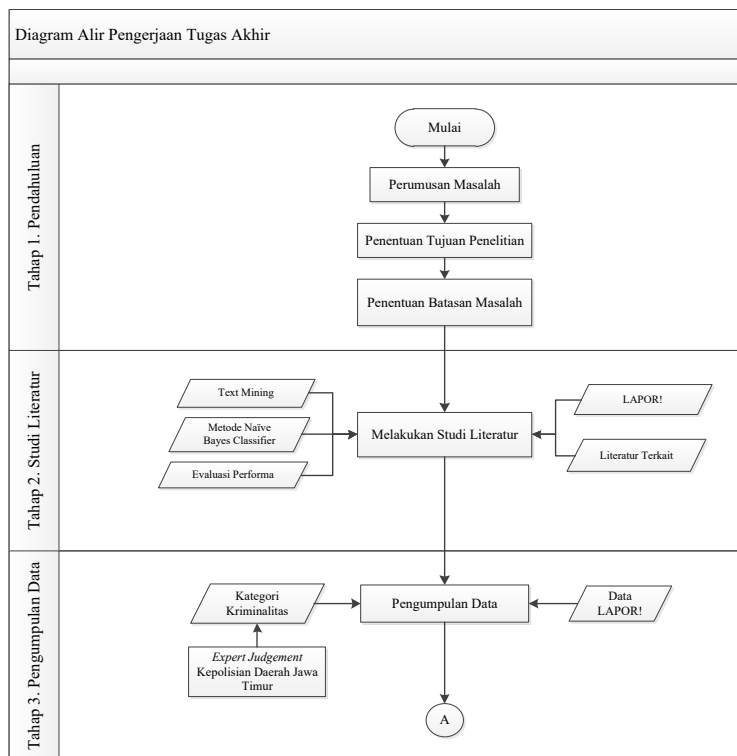 Diagram Alir Pengerjaan Tugas Akhir
Tahap 1. Pendahuluan
Mulai
Perumusan Masalah
Penentuan Tujuan Penelitian
Penentuan Batasan Masalah
Tahap 2. Studi Literatur
Text Mining
Metode Naïve
Bayes Classifier
Evaluasi Performa
Melakukan Studi Literatur
LAPOR!
Literatur Terkait
Tahap 3. Pengumpulan Data
Kategori
Kriminalitas
Expert Judgement
Kepolisian Daerah Jawa
Timur
Pengumpulan Data
Data
LAPOR!
A